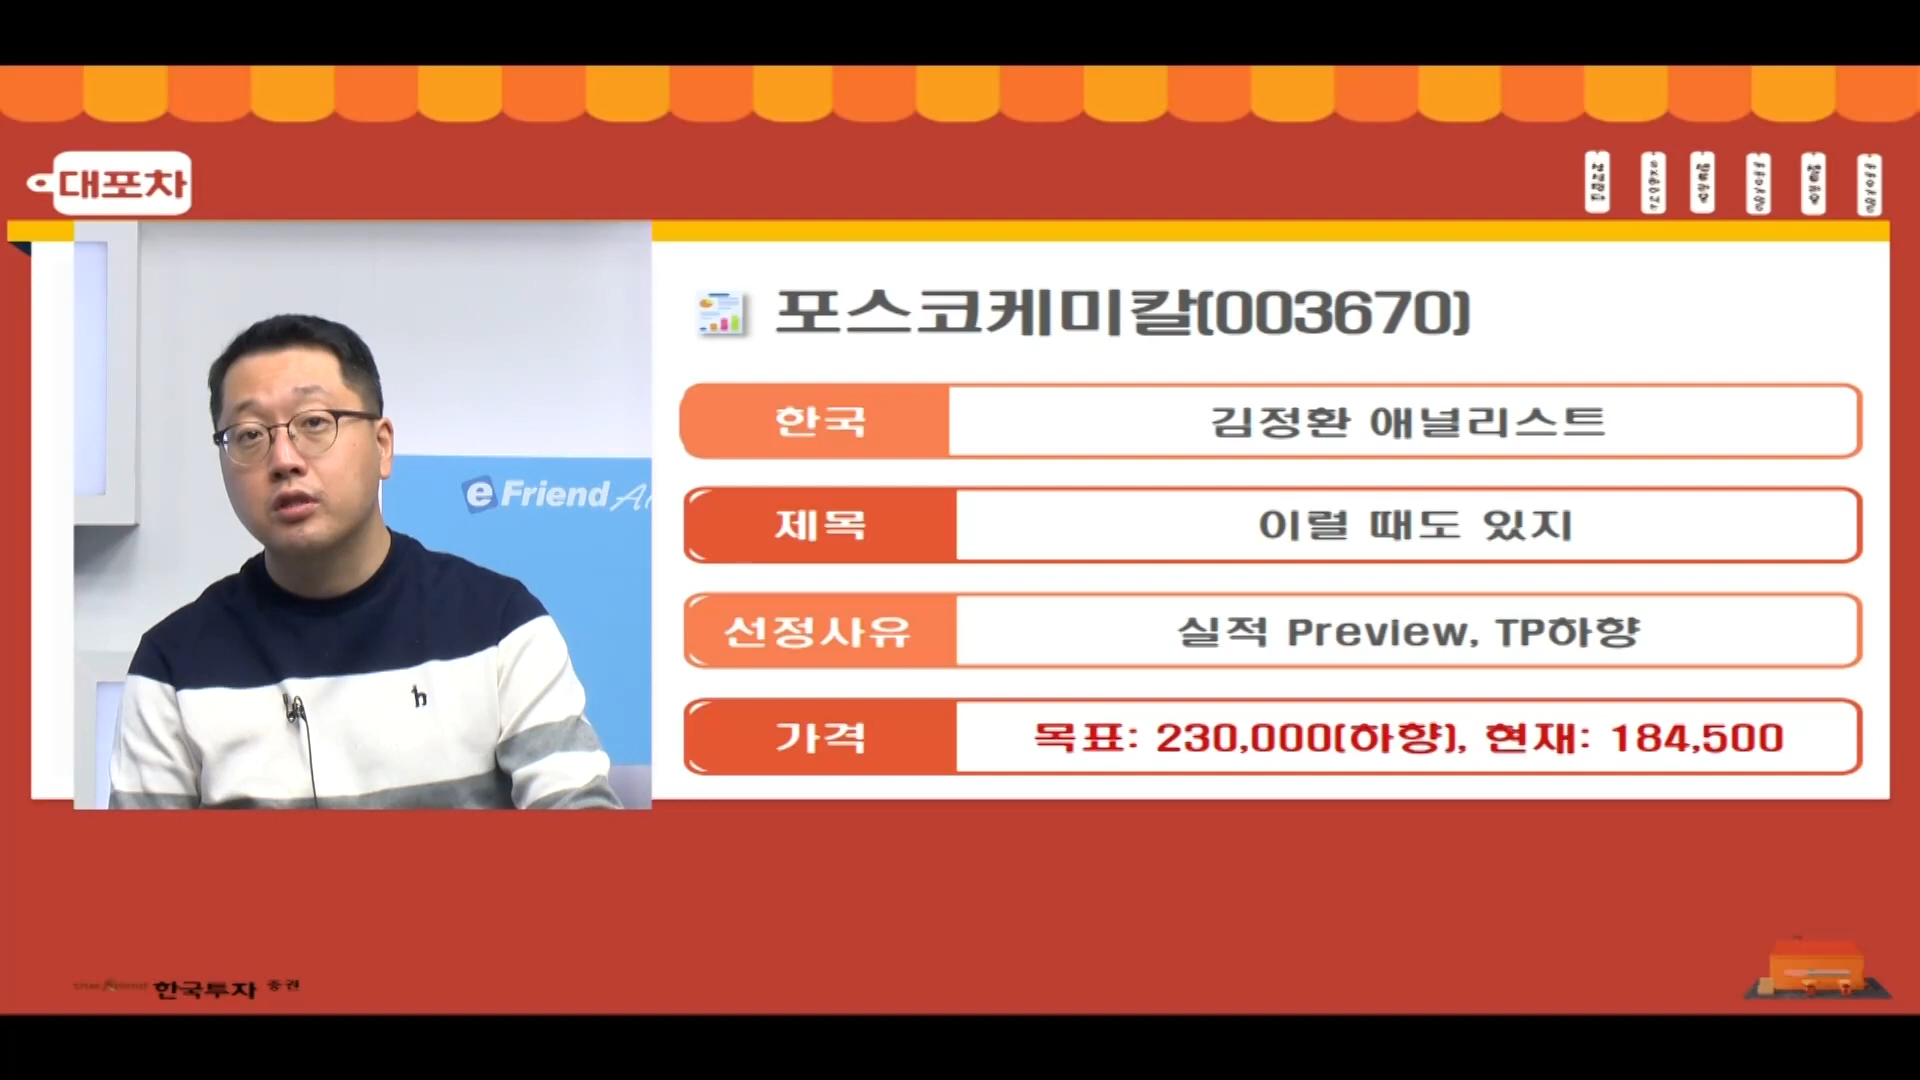 대포차
포스코케미칼(003670)
e Friend
한국
김정환 애널리스트
제목
이럴 때도 있지
선정사유
실적 Preview, TP하향
가격
목표: 230,000(하향), 현재: 184,500
한국투자 증권